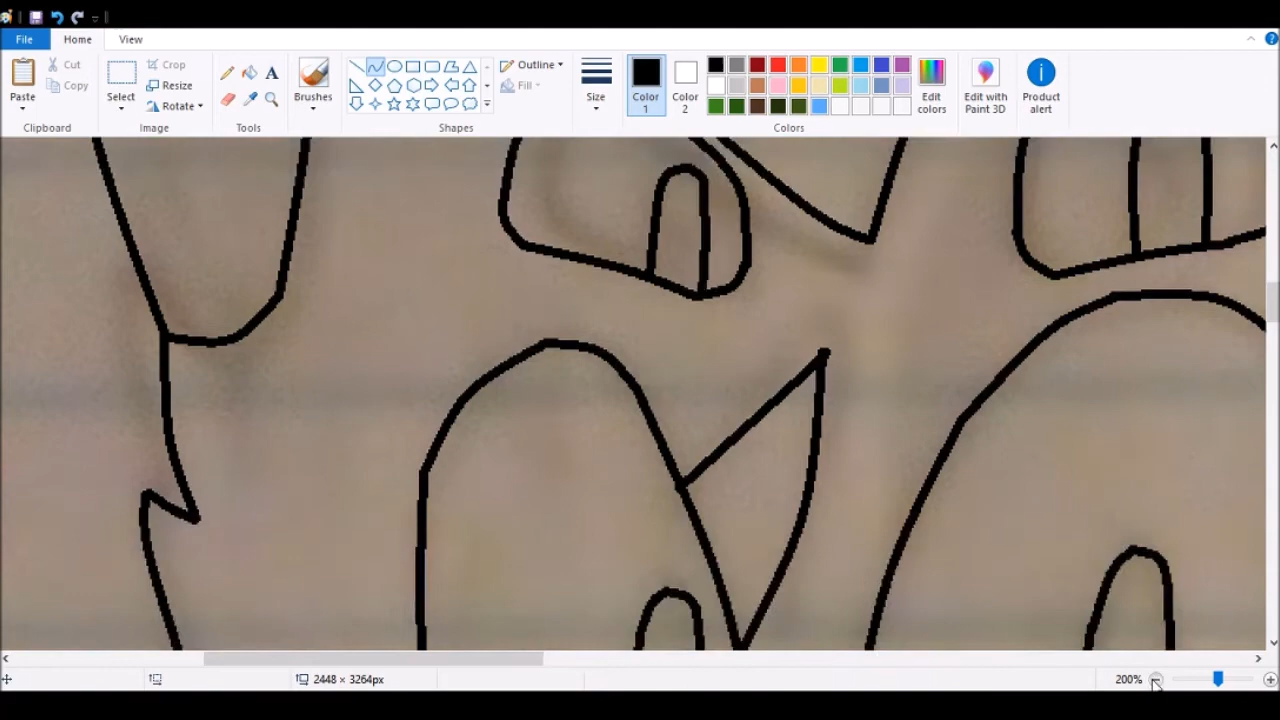 File Home View
Paste Cut Copy Clipboard
Select Crop Resize Rotate Image
A Tools
Brushes
Shapes
Outline Fill
Size
Color 1
Color 2
Edit colors
Colors
Edit with Paint 3D
Product alert
2448 × 3264px
200%